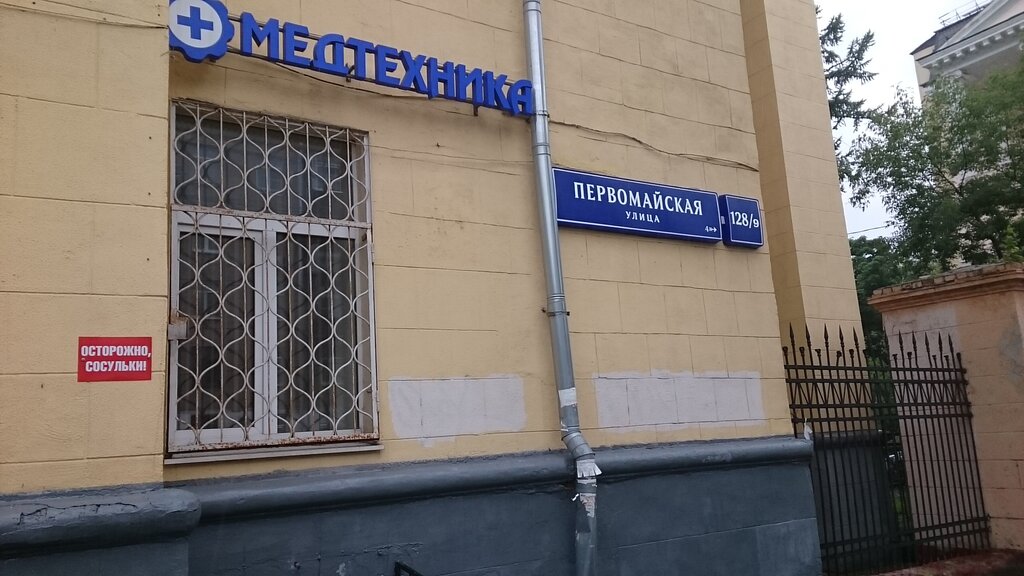 МЕДТЕХНИКА
ПЕРВОМАЙСКАЯ
УЛИЦА
128/9
ОСТОРОЖНО,
СОСУЛЬКИ!